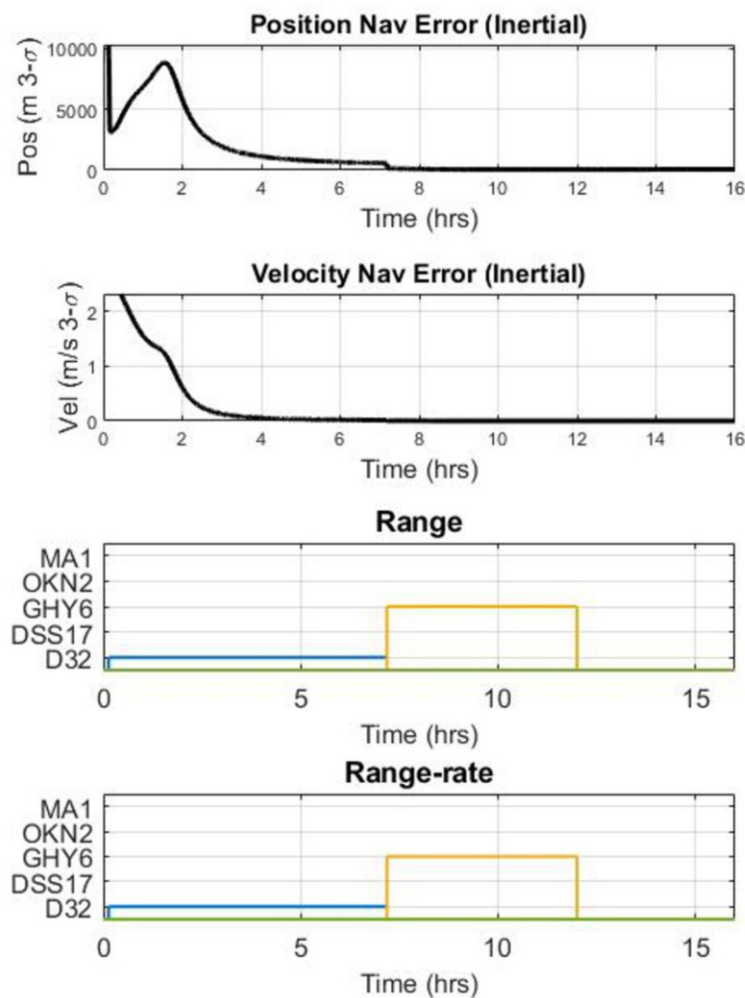 Position Nav Error (Inertial)
Pos (m 3-σ)
10000
5000
0
0 2 4 6 8 10 12 14 16
Time (hrs)
Velocity Nav Error (Inertial)
Vel (m/s 3-σ)
2
1
0
0 2 4 6 8 10 12 14 16
Time (hrs)
Range
MA1
OKN2
GHY6
DSS17
D32
0 5 10 15
Time (hrs)
Range-rate
MA1
OKN2
GHY6
DSS17
D32
0 5 10 15
Time (hrs)